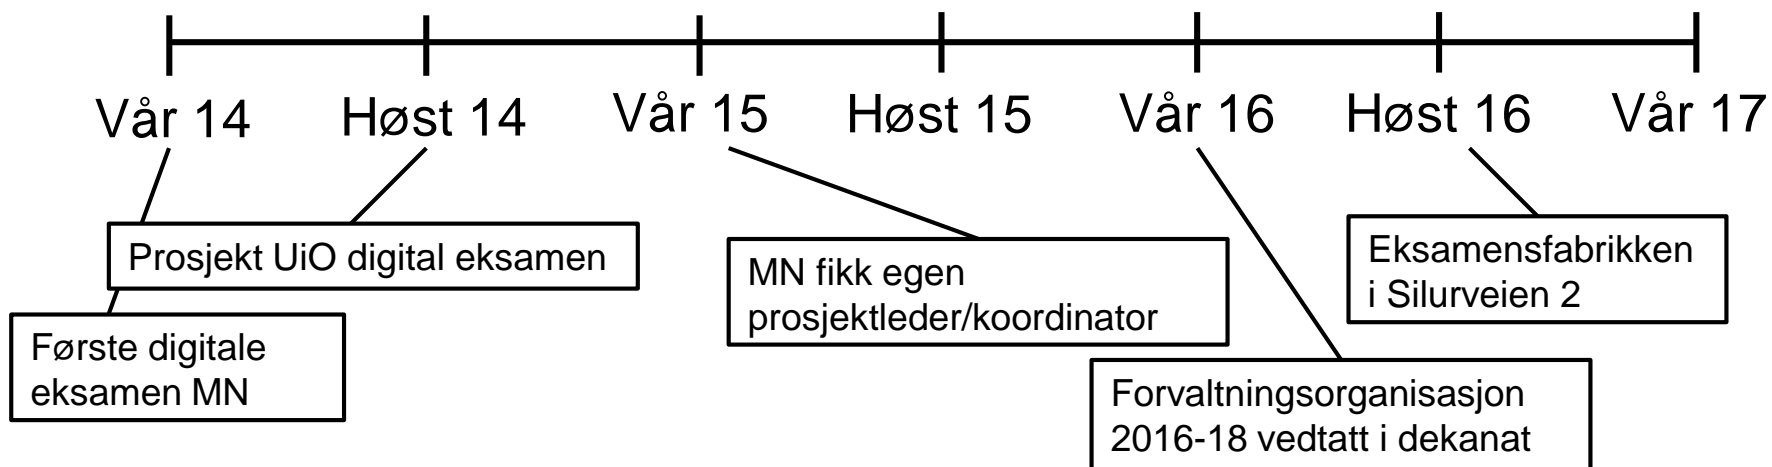 Vår 14
Høst 14
Vår 15
Høst 15
Vår 16
Høst 16
Vår 17
Prosjekt UiO digital eksamen
Første digitale
eksamen MN
MN fikk egen
prosjektleder/koordinator
Forvaltningsorganisasjon
2016-18 vedtatt i dekanat
Eksamensfabrikken
i Silurveien 2